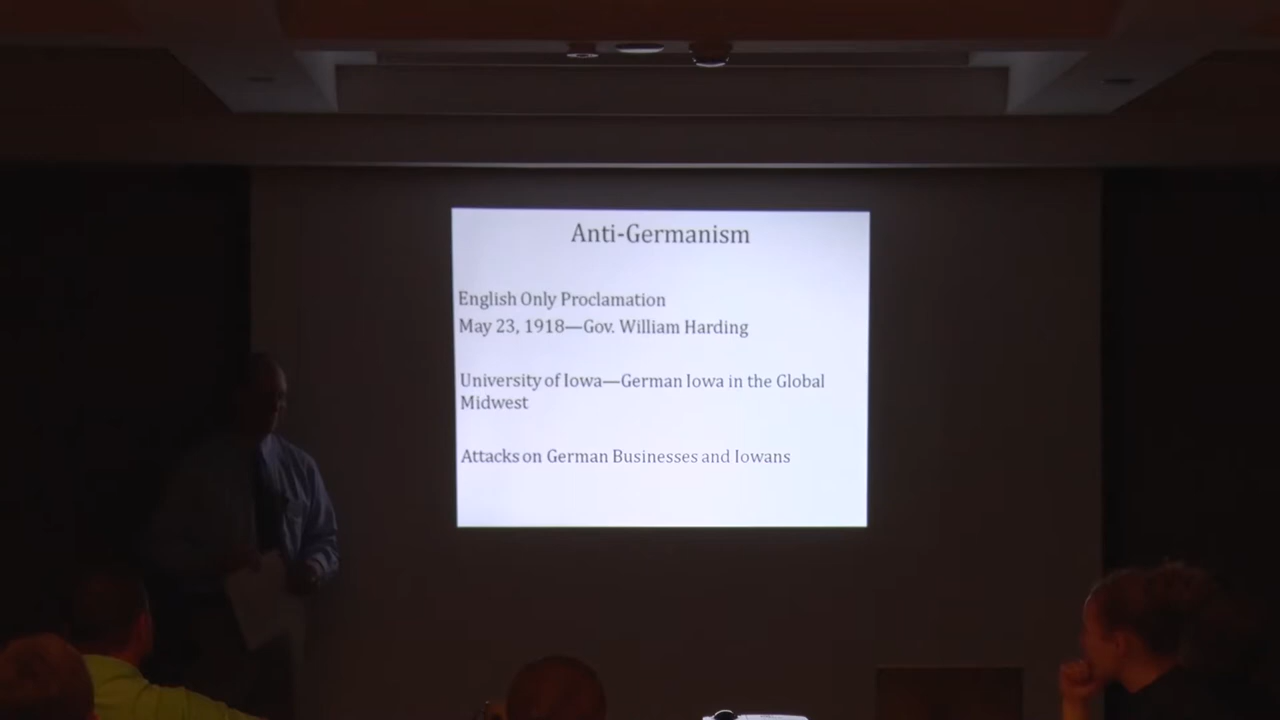 Anti-Germanism
English Only Proclamation
May 23, 1918—Gov. William Harding
University of Iowa—German Iowa in the Global
Midwest
Attacks on German Businesses and Iowans